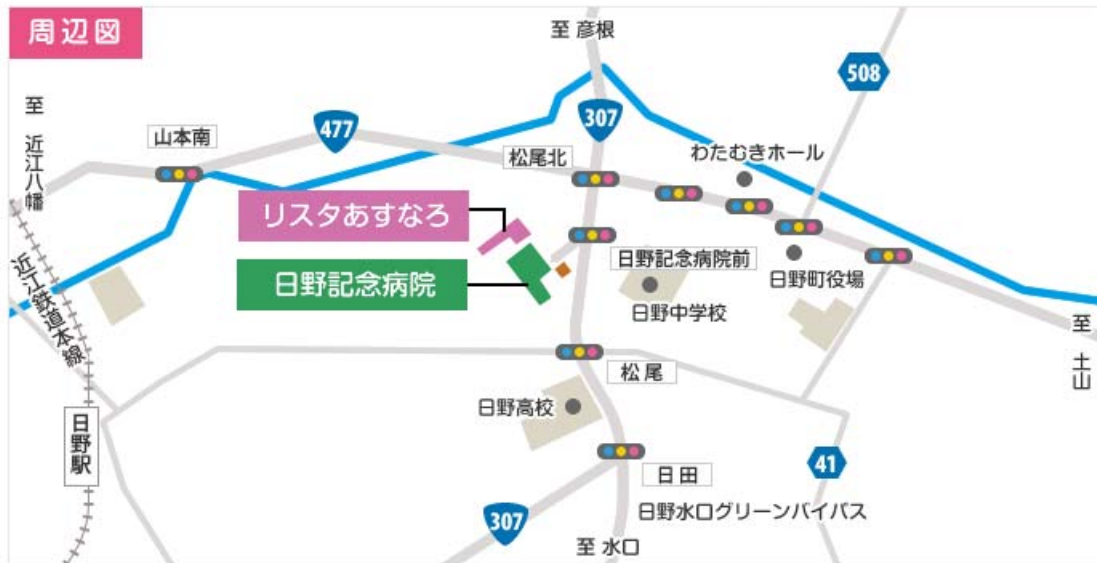 周辺図
至 彦根
508
至 近江八幡
山本南
477
307
松尾北
わたむきホール
リスタあすなろ
日野記念病院
日野記念病院前
日野町役場
日野中学校
近江鉄道本線
至 土山
松尾
日野高校
日野駅
41
日田
307
日野水口グリーンバイパス
至 水口